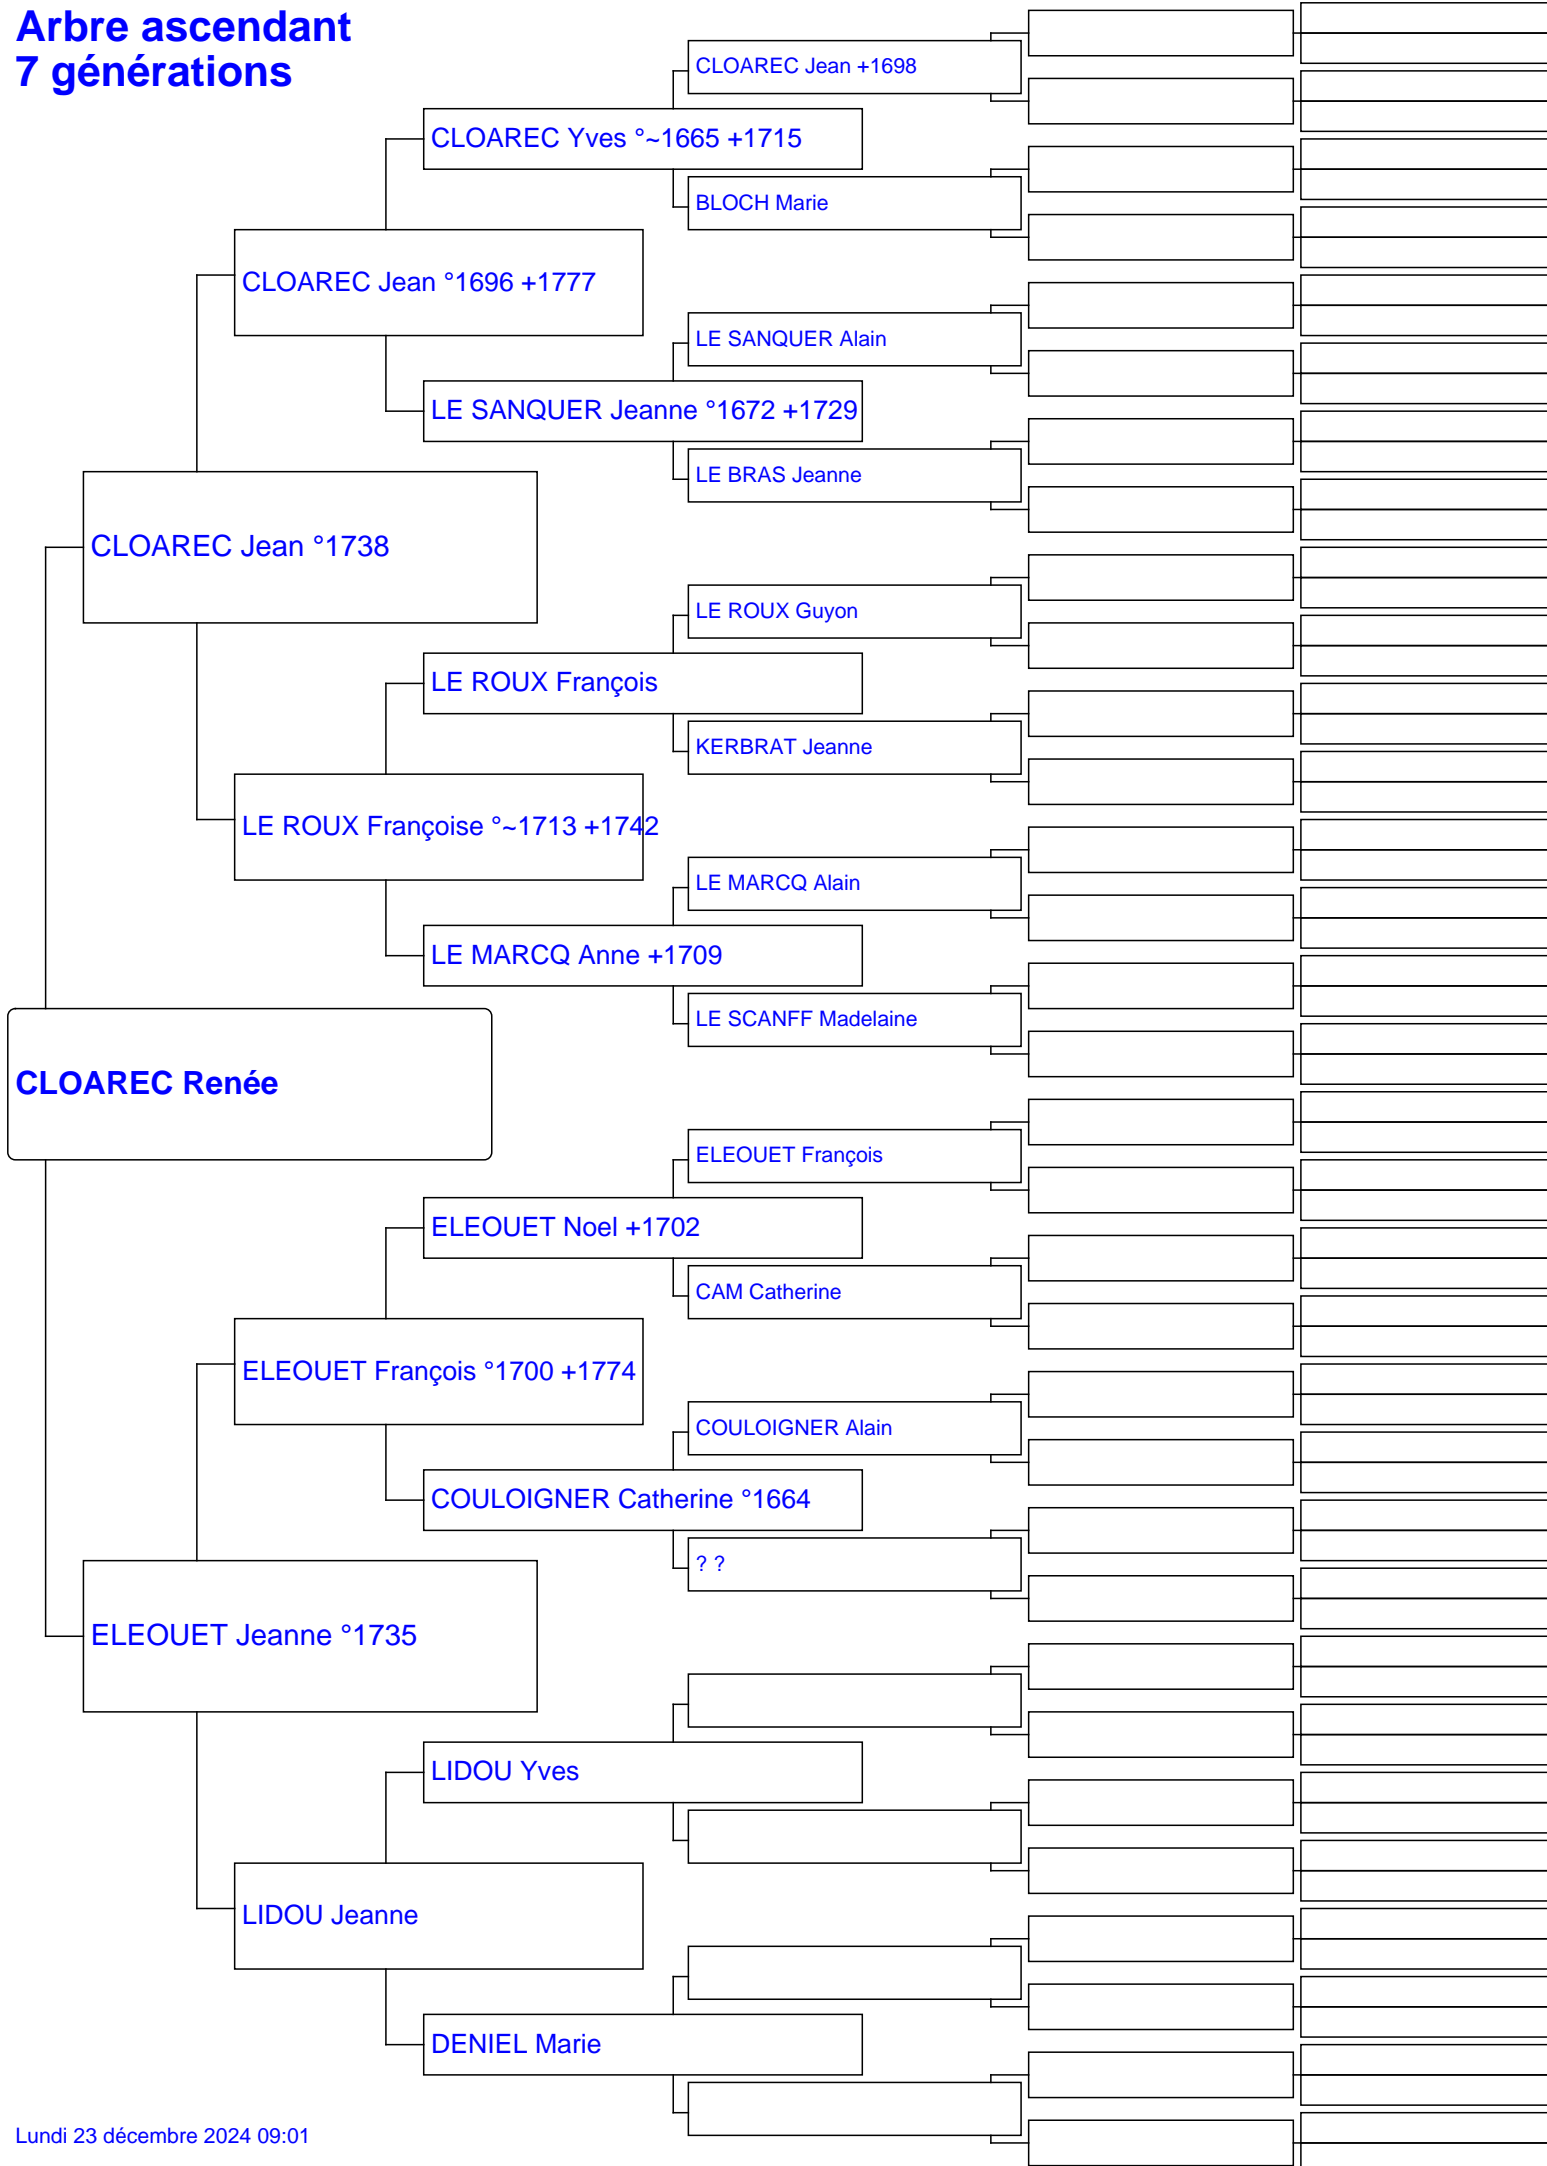 Arbre ascendant
7 générations
CLOAREC Jean +1698
CLOAREC Yves °~1665 +1715
BLOCH Marie
CLOAREC Jean °1696 +1777
LE SANQUER Alain
LE SANQUER Jeanne °1672 +1729
LE BRAS Jeanne
CLOAREC Jean °1738
LE ROUX Guyon
LE ROUX François
KERBRAT Jeanne
LE ROUX Françoise °~1713 +1742
LE MARCQ Alain
LE MARCQ Anne +1709
LE SCANFF Madelaine
CLOAREC Renée
ELEOUET François
ELEOUET Noel +1702
CAM Catherine
ELEOUET François °1700 +1774
COULOIGNER Alain
COULOIGNER Catherine °1664
? ?
ELEOUET Jeanne °1735
LIDOU Yves
LIDOU Jeanne
DENIEL Marie
Lundi 23 décembre 2024 09:01